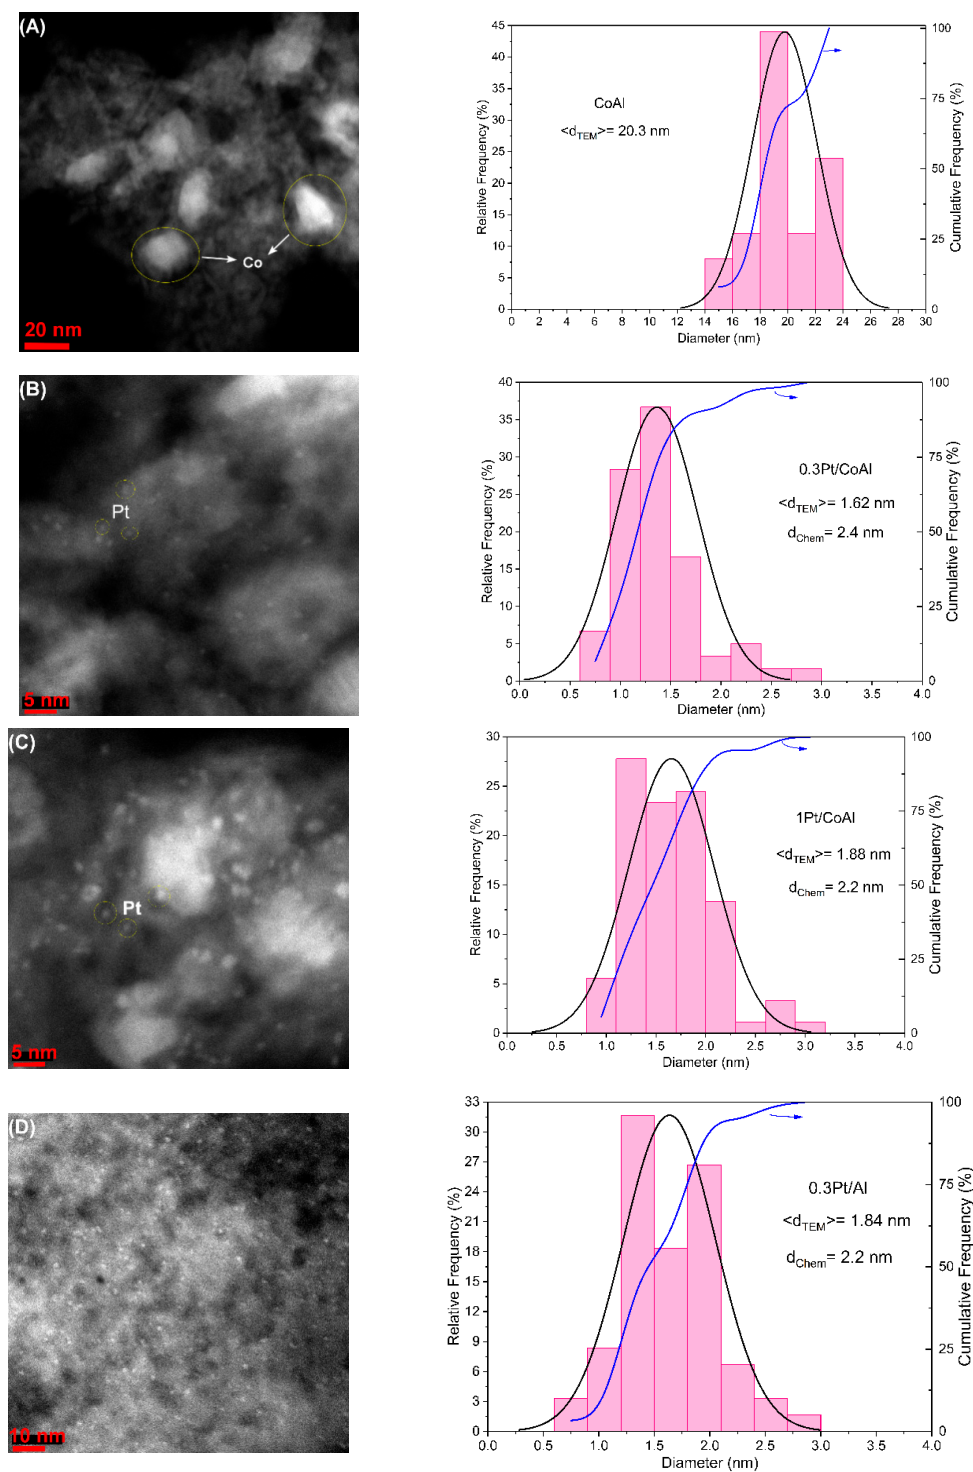 (A)
Co
20 nm
Relative Frequency (%)
45
40
35
30
25
20
15
10
5
0
CoAl
<dTEM>= 20.3 nm
100
75
50
25
0
Cumulative Frequency (%)
0 2 4 6 8 10 12 14 16 18 20 22 24 26 28 30
Diameter (nm)
(B)
Pt
5 nm
Relative Frequency (%)
40
35
30
25
20
15
10
5
0
0.3Pt/CoAl
<dTEM>= 1.62 nm
dChem= 2.4 nm
100
75
50
25
0
Cumulative Frequency (%)
0.0 0.5 1.0 1.5 2.0 2.5 3.0 3.5 4.0
Diameter (nm)
(C)
Pt
5 nm
Relative Frequency (%)
30
27
24
21
18
15
12
9
6
3
0
1Pt/CoAl
<dTEM>= 1.88 nm
dChem= 2.2 nm
100
75
50
25
0
Cumulative Frequency (%)
0.0 0.5 1.0 1.5 2.0 2.5 3.0 3.5 4.0
Diameter (nm)
(D)
10 nm
Relative Frequency (%)
33
30
27
24
21
18
15
12
9
6
3
0
0.3Pt/Al
<dTEM>= 1.84 nm
dChem= 2.2 nm
100
75
50
25
0
Cumulative Frequency (%)
0.0 0.5 1.0 1.5 2.0 2.5 3.0 3.5 4.0
Diameter (nm)